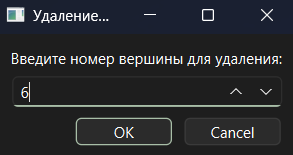 Удаление...
Введите номер вершины для удаления:
6
OK
Cancel